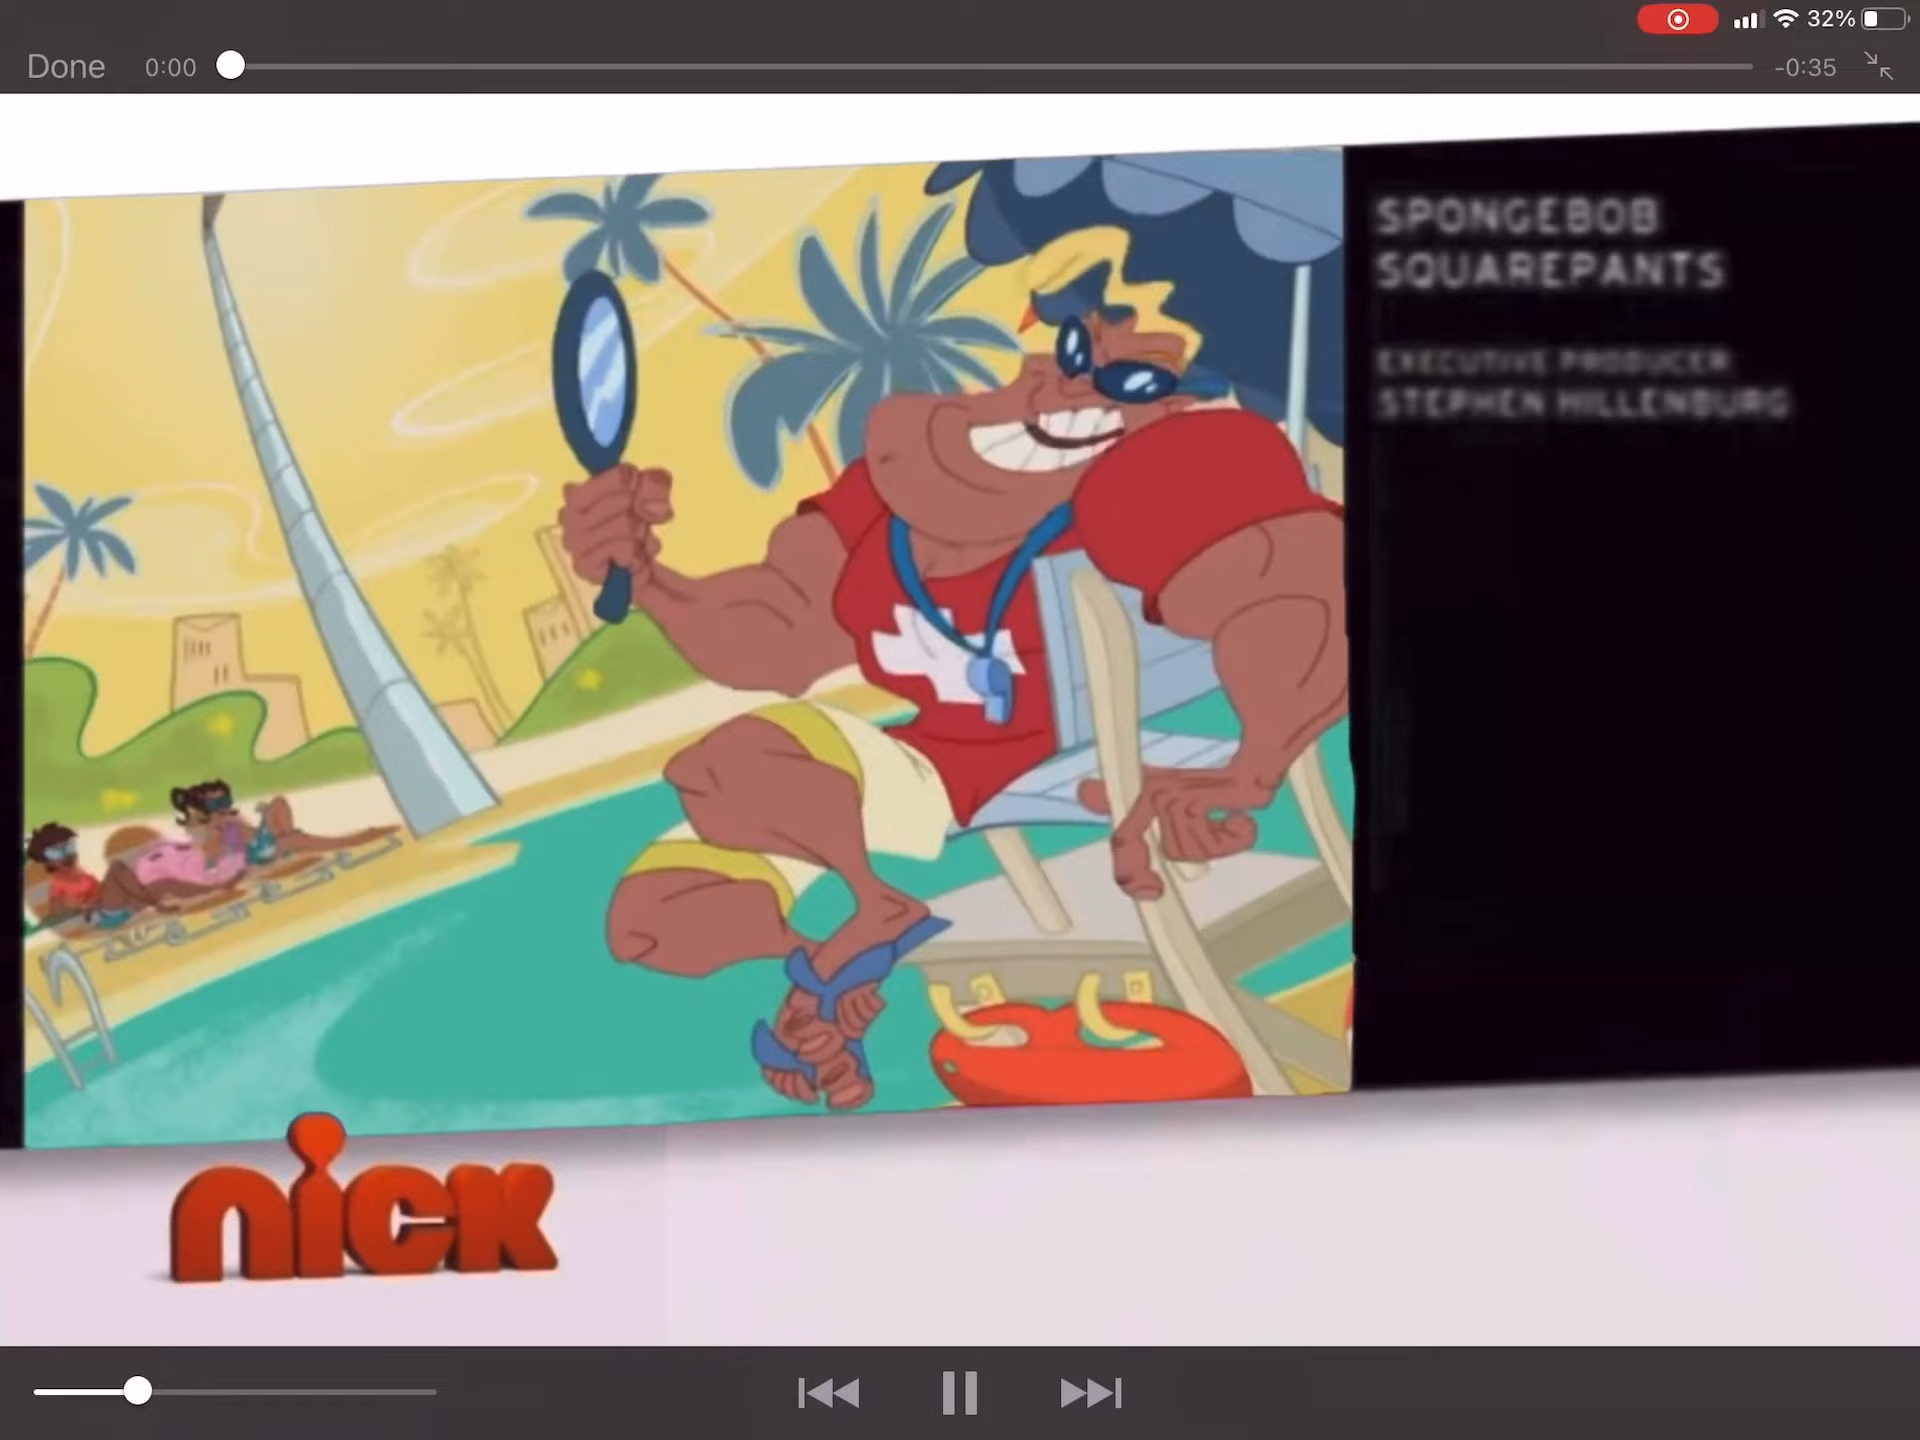 32%
Done 0:00 -0:35
SPONGEBOB
SQUAREPANTS
EXECUTIVE PRODUCER
STEPHEN HILLENBURG
nick